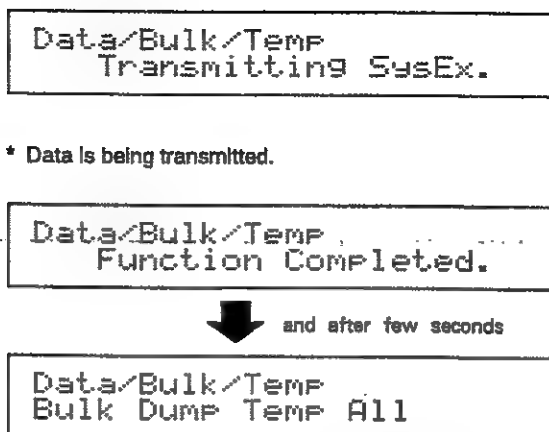 Data/Bulk/Temp
Transmitting SysEx.
* Data is being transmitted.
Data/Bulk/Temp
Function Completed.
and after few seconds
Data/Bulk/Temp
Bulk Dump Temp All